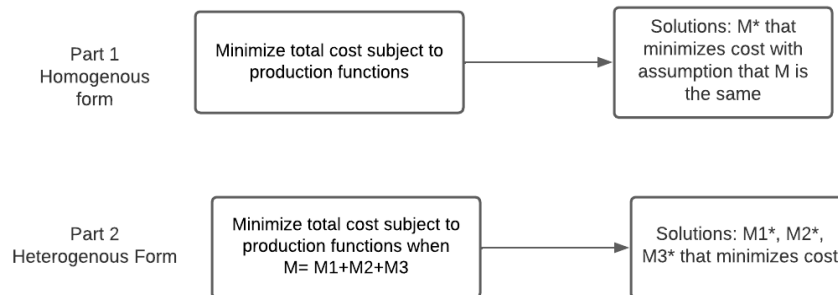 Part 1
Homogenous
form
Minimize total cost subject to
production functions
Solutions: M* that
minimizes cost with
assumption that M is
the same
Part 2
Heterogenous Form
Minimize total cost subject to
production functions when
M= M1+M2+M3
Solutions: M1*, M2*,
M3* that minimizes cost